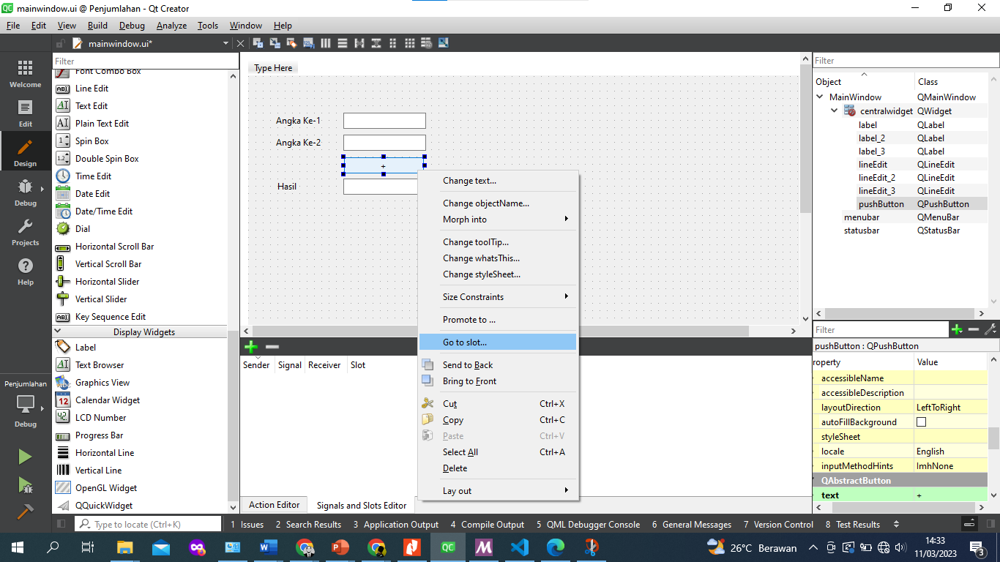 mainwindow.ui @ Penjumlahan - Qt Creator
File Edit View Build Debug Analyze Tools Window Help
mainwindow.ui*
Welcome
Edit
Design
Debug
Projects
Help
Penjumlahan
Debug
Filter
Font Combo Box
Line Edit
Text Edit
Plain Text Edit
Spin Box
Double Spin Box
Time Edit
Date Edit
Date/Time Edit
Dial
Horizontal Scroll Bar
Vertical Scroll Bar
Horizontal Slider
Vertical Slider
Key Sequence Edit
Display Widgets
Label
Text Browser
Graphics View
Calendar Widget
LCD Number
Progress Bar
Horizontal Line
Vertical Line
OpenGL Widget
QQuickWidget
Type Here
Angka Ke-1
Angka Ke-2
+
Hasil
Change text...
Change objectName...
Morph into
Change toolTip...
Change whatsThis...
Change styleSheet...
Size Constraints
Promote to ...
Go to slot...
Send to Back
Bring to Front
Cut Ctrl+X
Copy Ctrl+C
Paste Ctrl+V
Select All Ctrl+A
Delete
Lay out
Sender Signal Receiver Slot
Action Editor Signals and Slots Editor
Filter
Object Class
MainWindow QMainWindow
centralwidget QWidget
label QLabel
label_2 QLabel
label_3 QLabel
lineEdit QLineEdit
lineEdit_2 QLineEdit
lineEdit_3 QLineEdit
pushButton QPushButton
menubar QMenuBar
statusbar QStatusBar
Filter
pushButton : QPushButton
roperty Value
accessibleName
accessibleDescription
layoutDirection LeftToRight
autoFillBackground
styleSheet
locale English
inputMethodHints ImhNone
QAbstractButton
text +
Type to locate (Ctrl+K) 1 Issues 2 Search Results 3 Application Output 4 Compile Output 5 QML Debugger Console 6 General Messages 7 Version Control 8 Test Results
26°C Berawan
14:33
11/03/2023
3